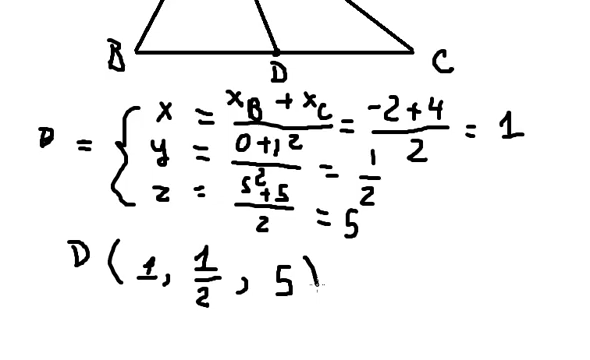 B D C
D = { x = (x_B + x_C)/2 = (-2+4)/2 = 1
y = (0+1)/2 = 1/2
z = (5+5)/2 = 5
D (1, 1/2, 5)